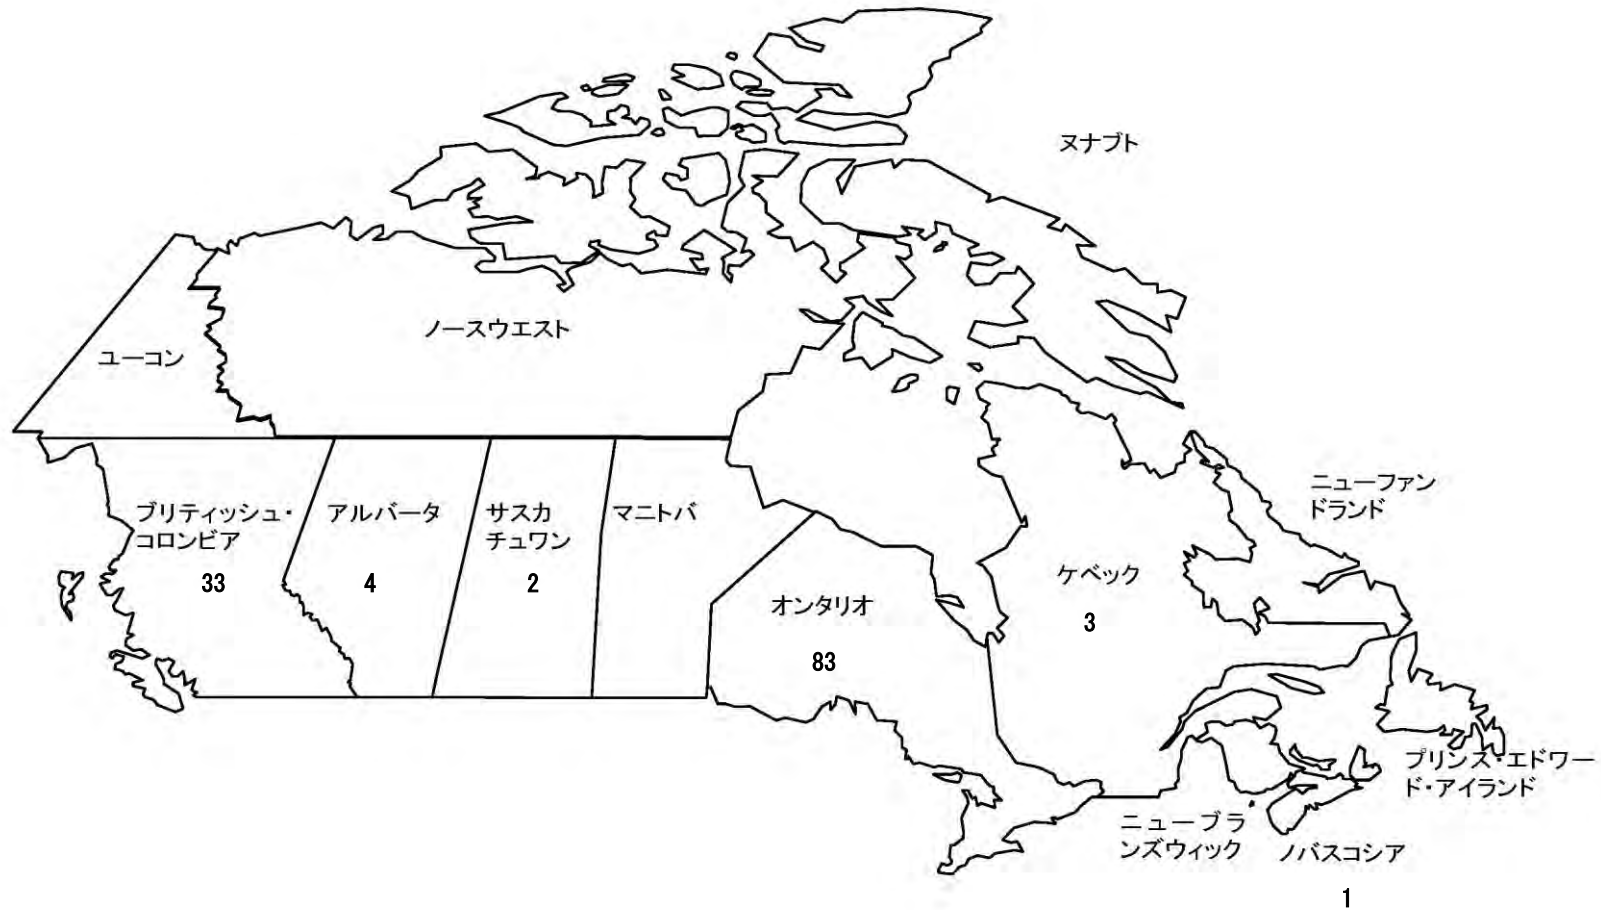 ヌナブト
ノースウエスト
ユーコン
ブリティッシュ・
コロンビア
33
アルバータ
4
サスカ
チュワン
2
マニトバ
オンタリオ
83
ケベック
3
ニューファン
ドランド
プリンス・エドワー
ド・アイランド
ニューブラ
ンズウィック
ノバスコシア
1